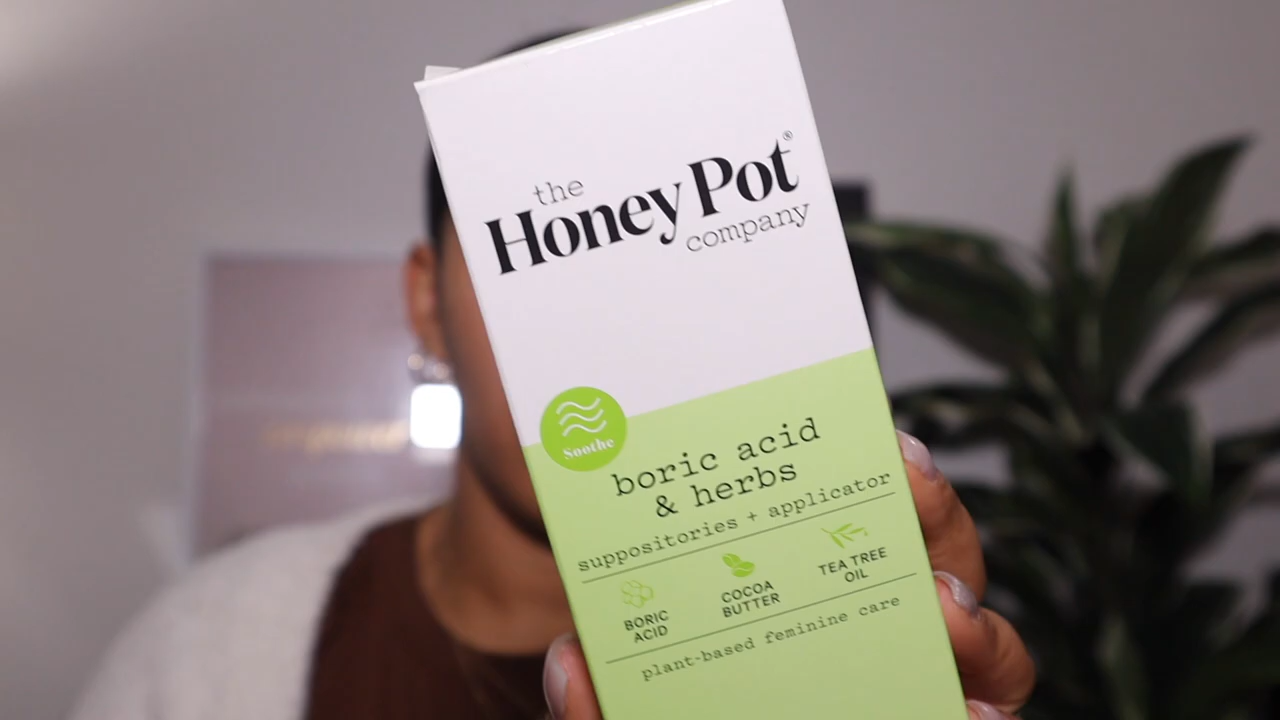 the
Honey Pot®
company
Soothe
boric acid
& herbs
suppositories + applicator
BORIC
ACID
COCOA
BUTTER
TEA TREE
OIL
plant-based feminine care